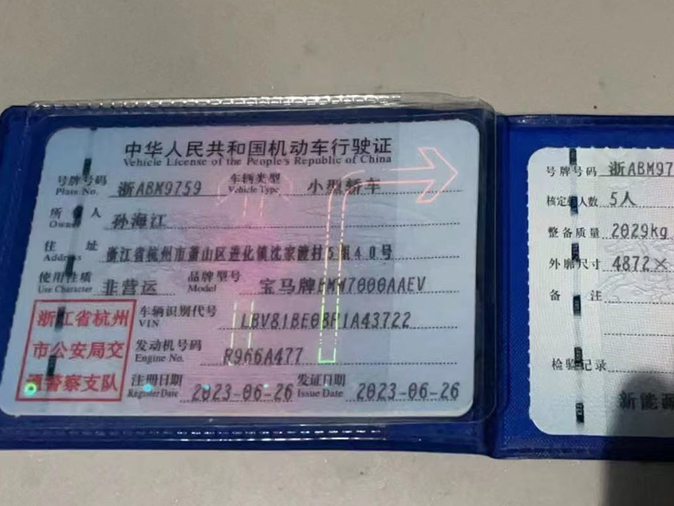 中华人民共和国机动车行驶证
Vehicle License of the People's Republic of China
号牌号码 浙ABM9759 车辆类型 小型轿车
Plate No. Vehicle Type
所有人 孙海江
Owner
住址 浙江省杭州市萧山区进化镇沈家渡村5组40号
Address
使用性质 非营运 品牌型号 宝马牌BMW7000AAEV
Use Character Model
浙江省杭州
市公安局交
通警察支队
车辆识别代号
VIN
发动机号码 R966A477
Engine No.
注册日期 2023-06-26 发证日期 2023-06-26
Register Date Issue Date
号牌号码 浙ABM97
核定载人数 5人
整备质量 2029kg
外廓尺寸 4872×
备注
检验记录
新能源